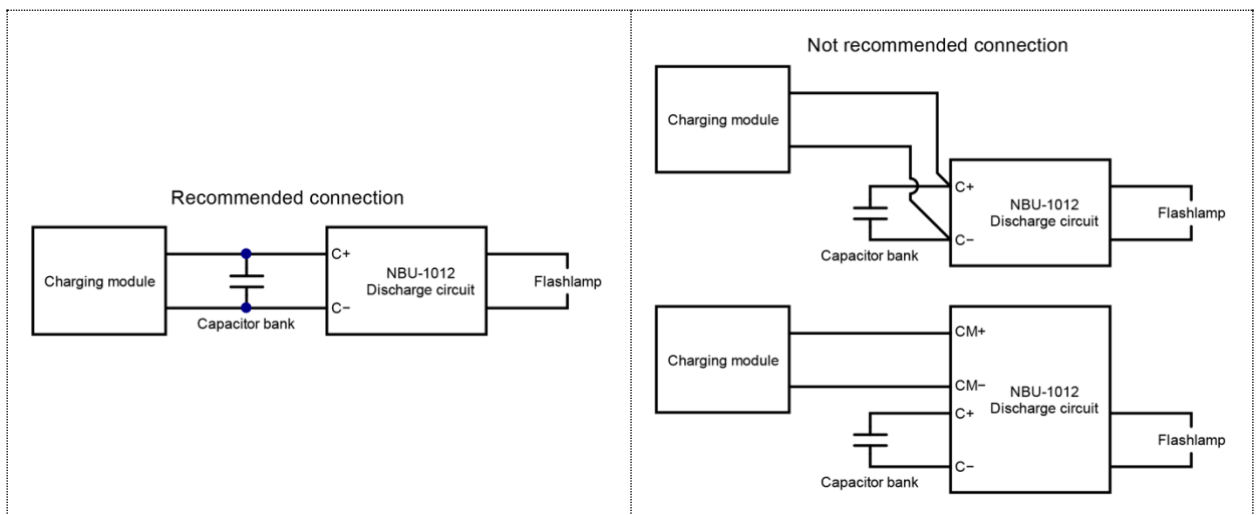 Recommended connection
Charging module
C+
C−
NBU-1012
Discharge circuit
Flashlamp
Capacitor bank
Not recommended connection
Charging module
C+
C−
NBU-1012
Discharge circuit
Flashlamp
Capacitor bank
Charging module
CM+
CM−
C+
C−
NBU-1012
Discharge circuit
Flashlamp
Capacitor bank